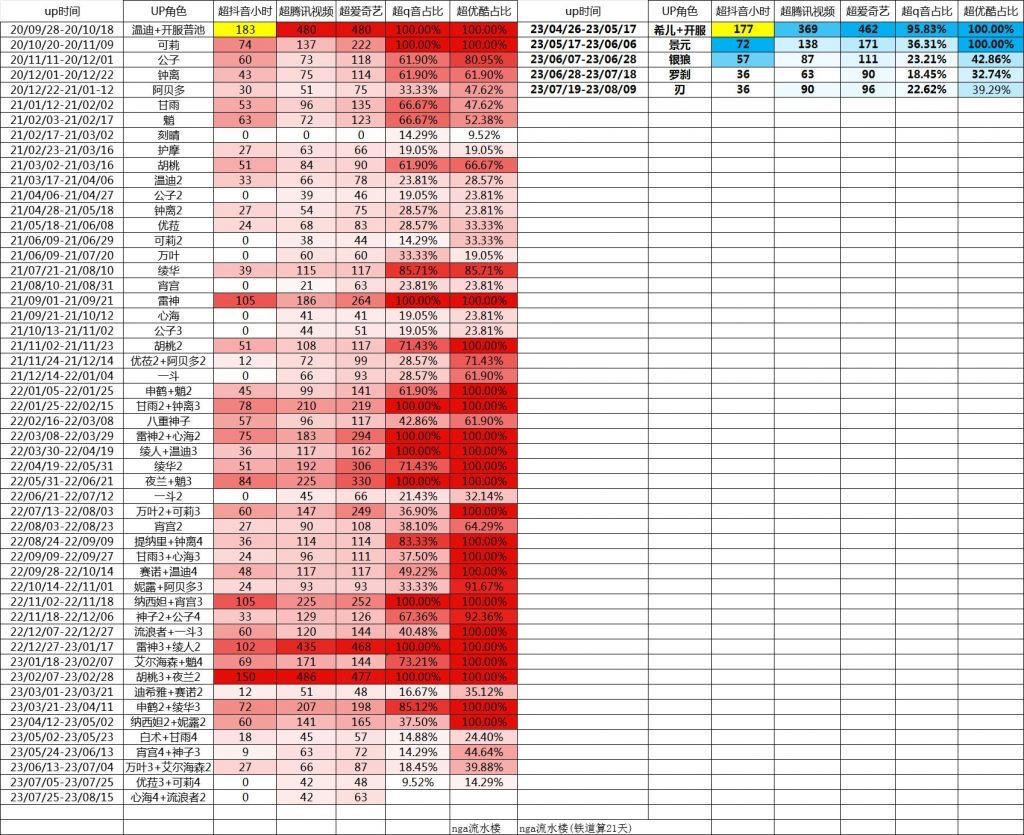 up时间 UP角色 超抖音小时 超腾讯视频 超爱奇艺 超q音占比 超优酷占比 up时间 UP角色 超抖音小时 超腾讯视频 超爱奇艺 超q音占比 超优酷占比
20/09/28-20/10/18 温迪+开服普池 183 480 480 100.00% 100.00% 23/04/26-23/05/17 希儿+开服 177 369 462 95.83% 100.00%
20/10/20-20/11/09 可莉 74 137 222 100.00% 100.00% 23/05/17-23/06/06 景元 72 138 171 36.31% 100.00%
20/11/11-20/12/01 公子 60 73 118 61.90% 80.95% 23/06/07-23/06/28 银狼 57 87 111 23.21% 42.86%
20/12/01-20/12/22 钟离 43 75 114 61.90% 61.90% 23/06/28-23/07/18 罗刹 36 63 90 18.45% 32.74%
20/12/22-21/01-12 阿贝多 30 51 75 33.33% 47.62% 23/07/19-23/08/09 刃 36 90 96 22.62% 39.29%
21/01/12-21/02/02 甘雨 53 96 135 66.67% 47.62%
21/02/03-21/02/17 魈 63 72 123 66.67% 52.38%
21/02/17-21/03/02 刻晴 0 0 0 14.29% 9.52%
21/02/23-21/03/16 护摩 27 63 66 19.05% 19.05%
21/03/02-21/03/16 胡桃 51 84 90 61.90% 66.67%
21/03/17-21/04/06 温迪2 33 66 78 23.81% 28.57%
21/04/06-21/04/27 公子2 0 39 46 19.05% 23.81%
21/04/28-21/05/18 钟离2 27 54 75 28.57% 23.81%
21/05/18-21/06/08 优菈 24 68 83 28.57% 33.33%
21/06/09-21/06/29 可莉2 0 38 44 14.29% 33.33%
21/06/09-21/07/20 万叶 0 60 60 33.33% 19.05%
21/07/21-21/08/10 绫华 39 115 117 85.71% 85.71%
21/08/10-21/08/31 宵宫 0 21 63 23.81% 23.81%
21/09/01-21/09/21 雷神 105 186 264 100.00% 100.00%
21/09/21-21/10/12 心海 0 41 41 19.05% 23.81%
21/10/13-21/11/02 公子3 0 44 51 19.05% 23.81%
21/11/02-21/11/23 胡桃2 51 108 117 71.43% 100.00%
21/11/24-21/12/14 优菈2+阿贝多2 12 72 99 28.57% 71.43%
21/12/14-22/01/04 一斗 0 66 93 28.57% 61.90%
22/01/05-22/01/25 申鹤+魈2 45 99 141 61.90% 100.00%
22/01/25-22/02/15 甘雨2+钟离3 78 210 219 100.00% 100.00%
22/02/16-22/03/08 八重神子 57 96 117 42.86% 61.90%
22/03/08-22/03/29 雷神2+心海2 75 183 294 100.00% 100.00%
22/03/30-22/04/19 绫人+温迪3 36 117 162 100.00% 100.00%
22/04/19-22/05/31 绫华2 51 192 306 71.43% 100.00%
22/05/31-22/06/21 夜兰+魈3 84 225 330 100.00% 100.00%
22/06/21-22/07/12 一斗2 0 45 66 21.43% 32.14%
22/07/13-22/08/03 万叶2+可莉3 60 147 249 36.90% 100.00%
22/08/03-22/08/23 宵宫2 27 90 108 38.10% 64.29%
22/08/24-22/09/09 提纳里+钟离4 36 114 114 83.33% 100.00%
22/09/09-22/09/27 甘雨3+心海3 24 96 111 37.50% 100.00%
22/09/28-22/10/14 赛诺+温迪4 48 117 117 49.22% 100.00%
22/10/14-22/11/01 妮露+阿贝多3 24 93 93 33.33% 91.67%
22/11/02-22/11/18 纳西妲+宵宫3 105 225 252 100.00% 100.00%
22/11/18-22/12/06 神子2+公子4 33 129 126 67.36% 92.36%
22/12/07-22/12/27 流浪者+一斗3 60 120 144 40.48% 100.00%
22/12/27-23/01/17 雷神3+绫人2 102 435 468 100.00% 100.00%
23/01/18-23/02/07 艾尔海森+魈4 69 171 144 73.21% 100.00%
23/02/07-23/02/28 胡桃3+夜兰2 150 486 477 100.00% 100.00%
23/03/01-23/03/21 迪希雅+赛诺2 12 51 48 16.67% 35.12%
23/03/21-23/04/11 申鹤2+绫华3 72 207 198 85.12% 100.00%
23/04/12-23/05/02 纳西妲2+妮露2 60 141 165 37.50% 100.00%
23/05/02-23/05/23 白术+甘雨4 18 45 57 14.88% 24.40%
23/05/24-23/06/13 宵宫4+神子3 9 63 72 14.29% 44.64%
23/06/13-23/07/04 万叶3+艾尔海森2 27 66 87 18.45% 39.88%
23/07/05-23/07/25 优菈3+可莉4 0 42 48 9.52% 14.29%
23/07/25-23/08/15 心海4+流浪者2 0 42 63
nga流水楼 nga流水楼(铁道算21天)